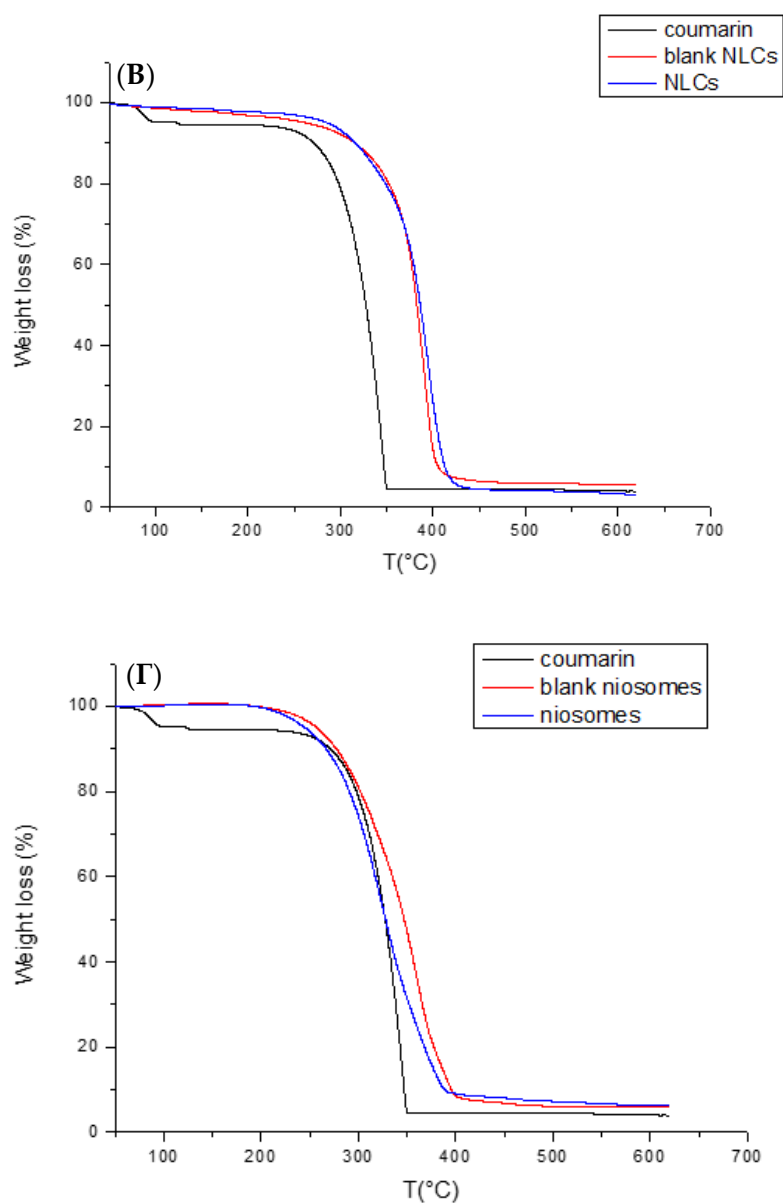 coumarin
blank NLCs
NLCs
(B)
100
80
60
40
20
0
100
200
300
400
500
600
700
Weight loss (%)
T(°C)
coumarin
blank niosomes
niosomes
(Γ)
100
80
60
40
20
0
100
200
300
400
500
600
700
Weight loss (%)
T(°C)